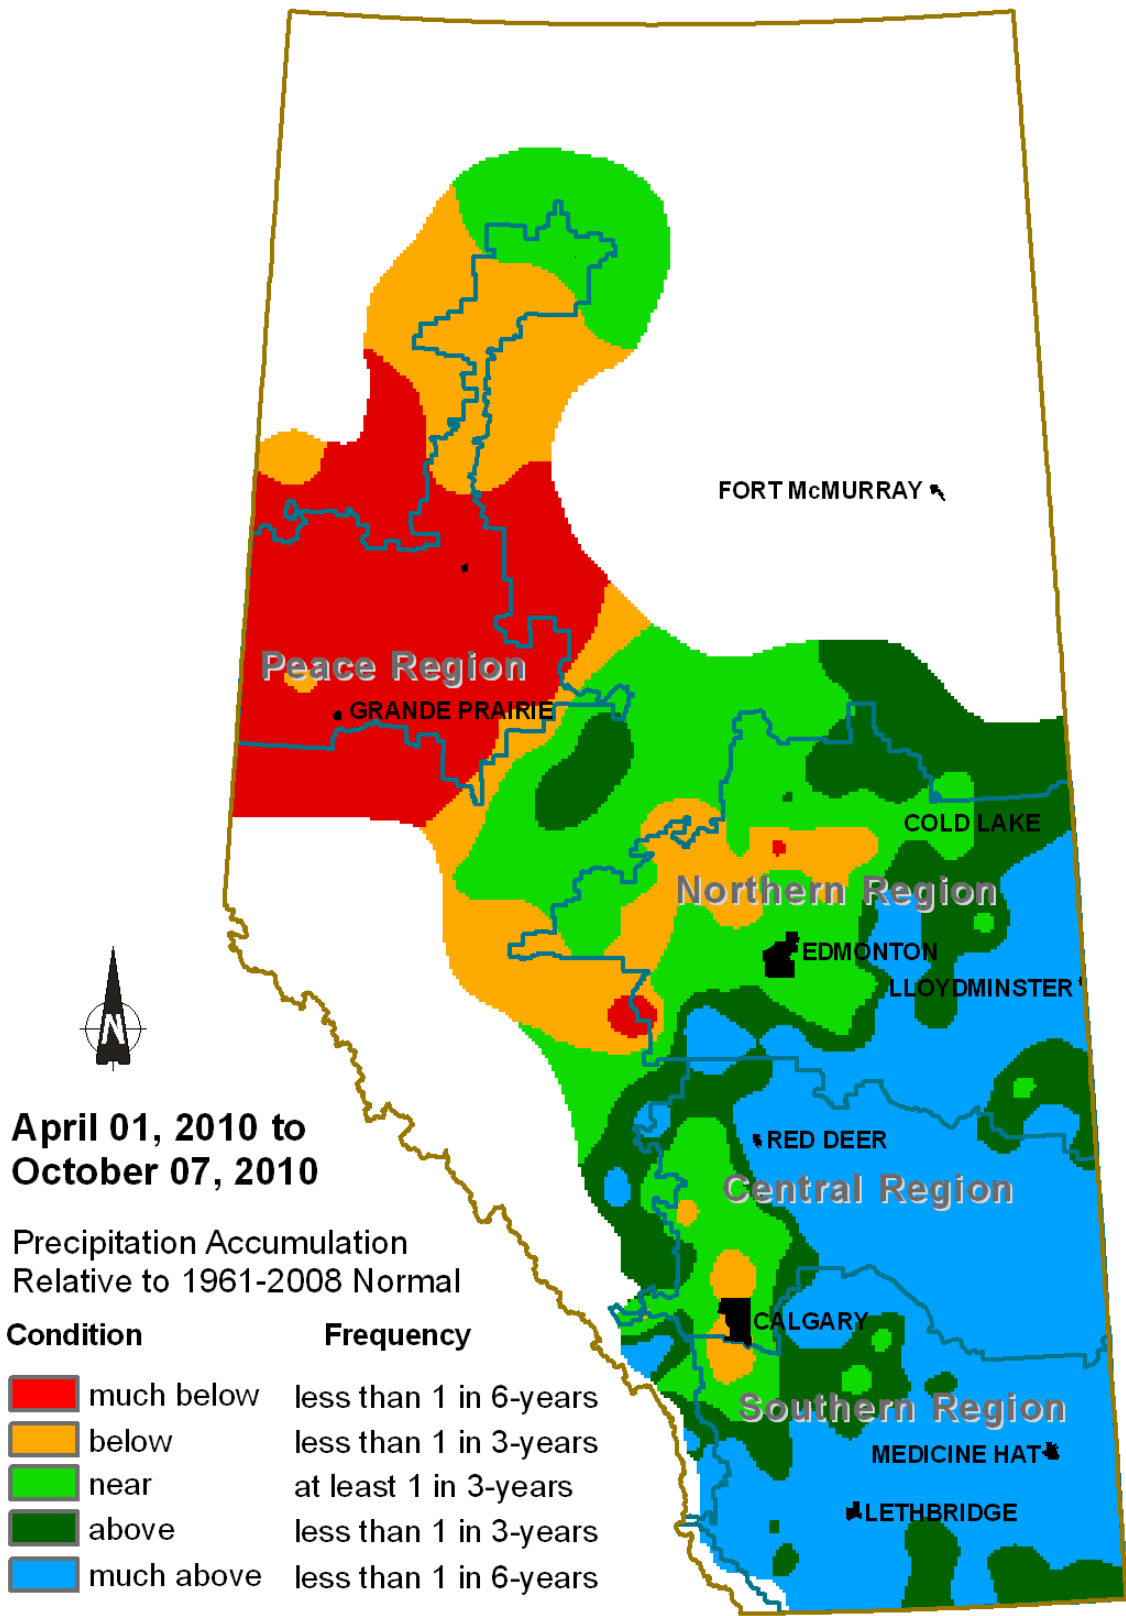 FORT McMURRAY
Peace Region
GRANDE PRAIRIE
COLD LAKE
Northern Region
EDMONTON
LLOYDMINSTER
N
April 01, 2010 to
October 07, 2010
RED DEER
Central Region
Precipitation Accumulation
Relative to 1961-2008 Normal
CALGARY
Condition Frequency
much below less than 1 in 6-years
below less than 1 in 3-years
near at least 1 in 3-years
above less than 1 in 3-years
much above less than 1 in 6-years
Southern Region
MEDICINE HAT
LETHBRIDGE